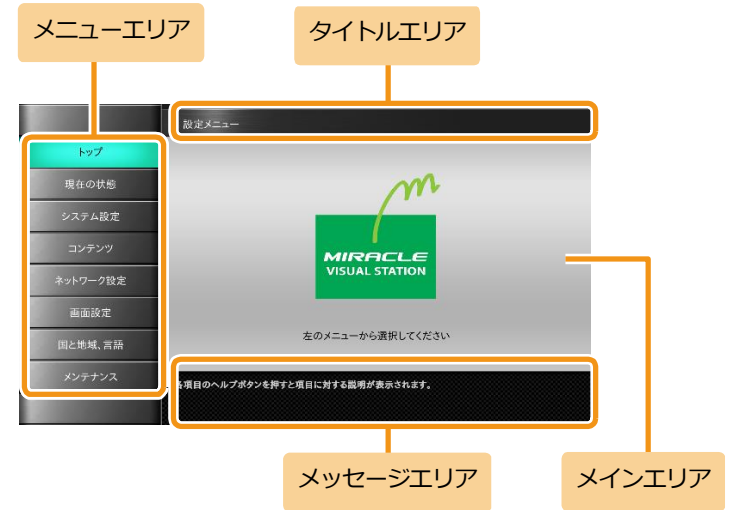 メニューエリア
タイトルエリア
設定メニュー
トップ
現在の状態
システム設定
コンテンツ
ネットワーク設定
画面設定
国と地域、言語
メンテナンス
MIRACLE
VISUAL STATION
左のメニューから選択してください
各項目のヘルプボタンを押すと項目に対する説明が表示されます。
メッセージエリア
メインエリア